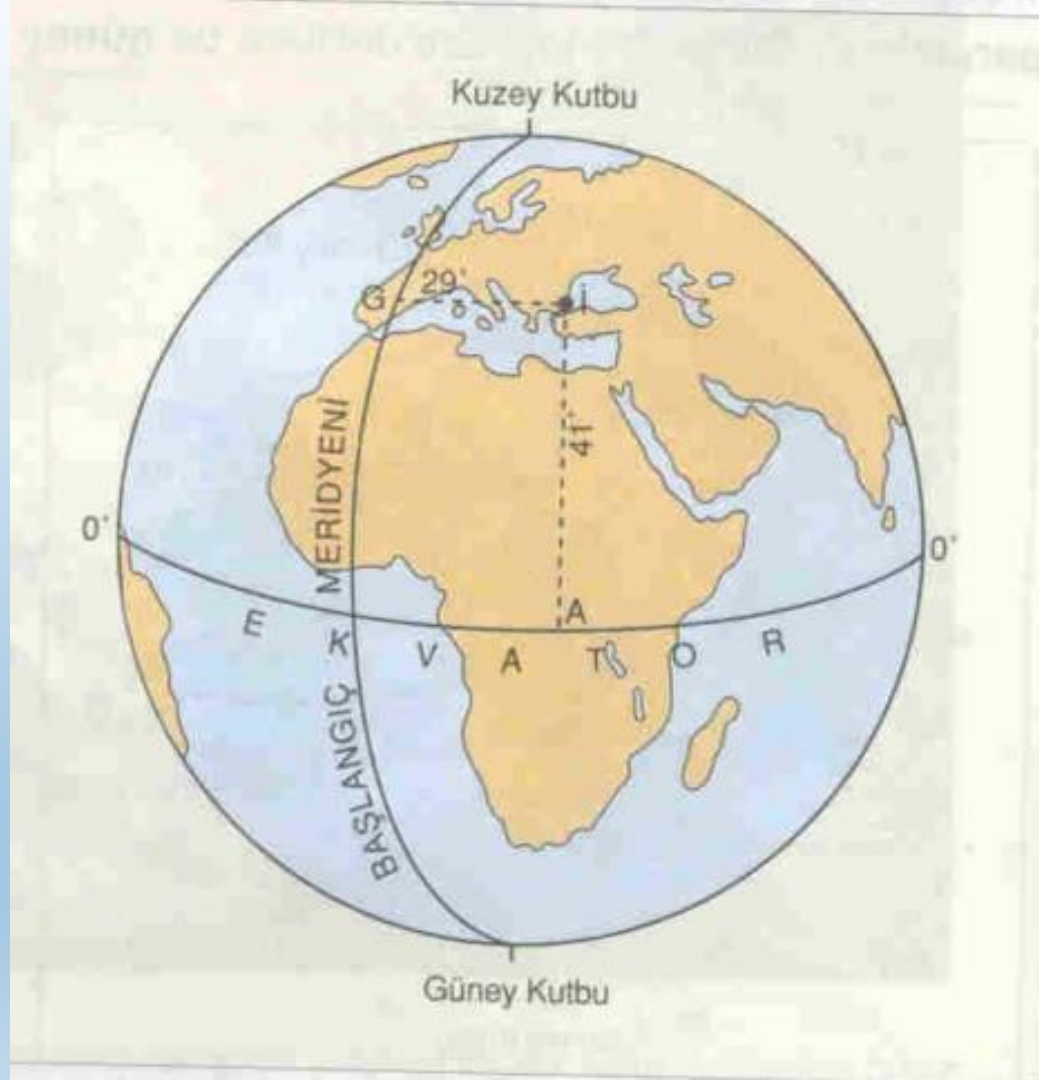 Kuzey Kutbu
G 29° İ
41°
MERİDYENİ
0° 0°
A
E K V A T O R
BAŞLANGIÇ
Güney Kutbu